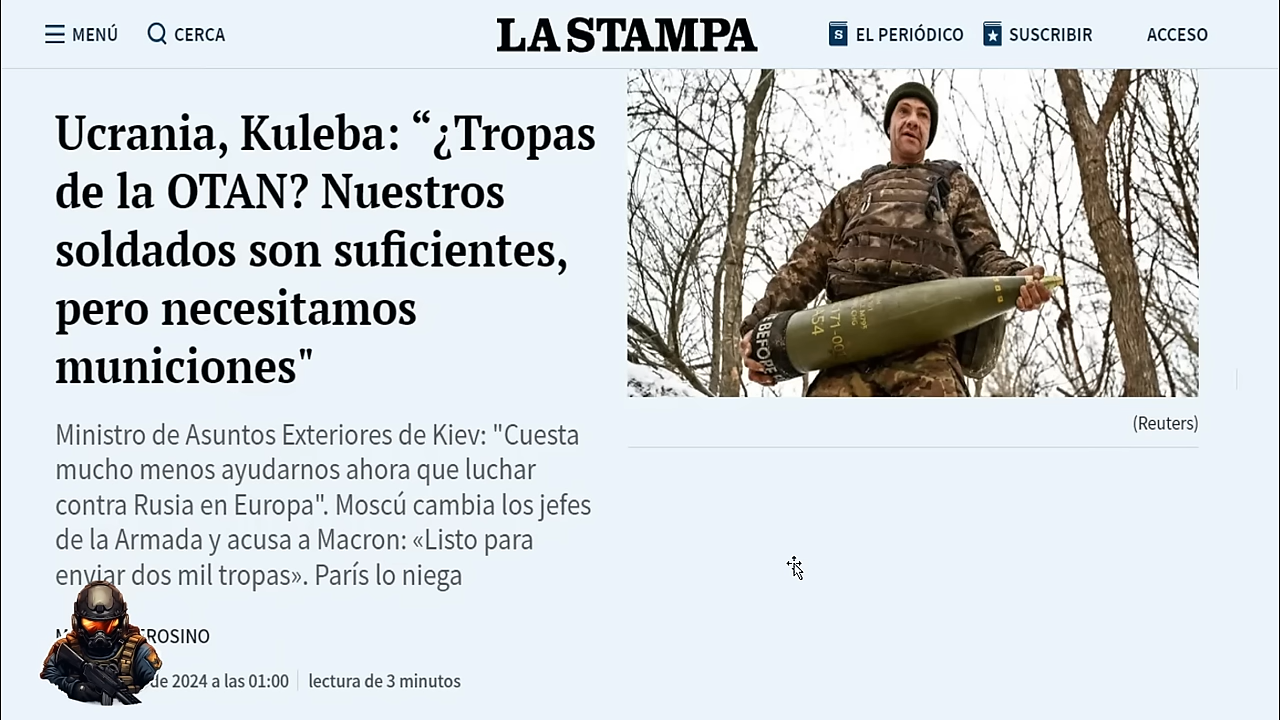 MENÚ
CERCA
LA STAMPA
EL PERIÓDICO
SUSCRIBIR
ACCESO
Ucrania, Kuleba: “¿Tropas
de la OTAN? Nuestros
soldados son suficientes,
pero necesitamos
municiones"
Ministro de Asuntos Exteriores de Kiev: "Cuesta
mucho menos ayudarnos ahora que luchar
contra Rusia en Europa". Moscú cambia los jefes
de la Armada y acusa a Macron: «Listo para
enviar dos mil tropas». París lo niega
de 2024 a las 01:00
lectura de 3 minutos
(Reuters)
BEFORE